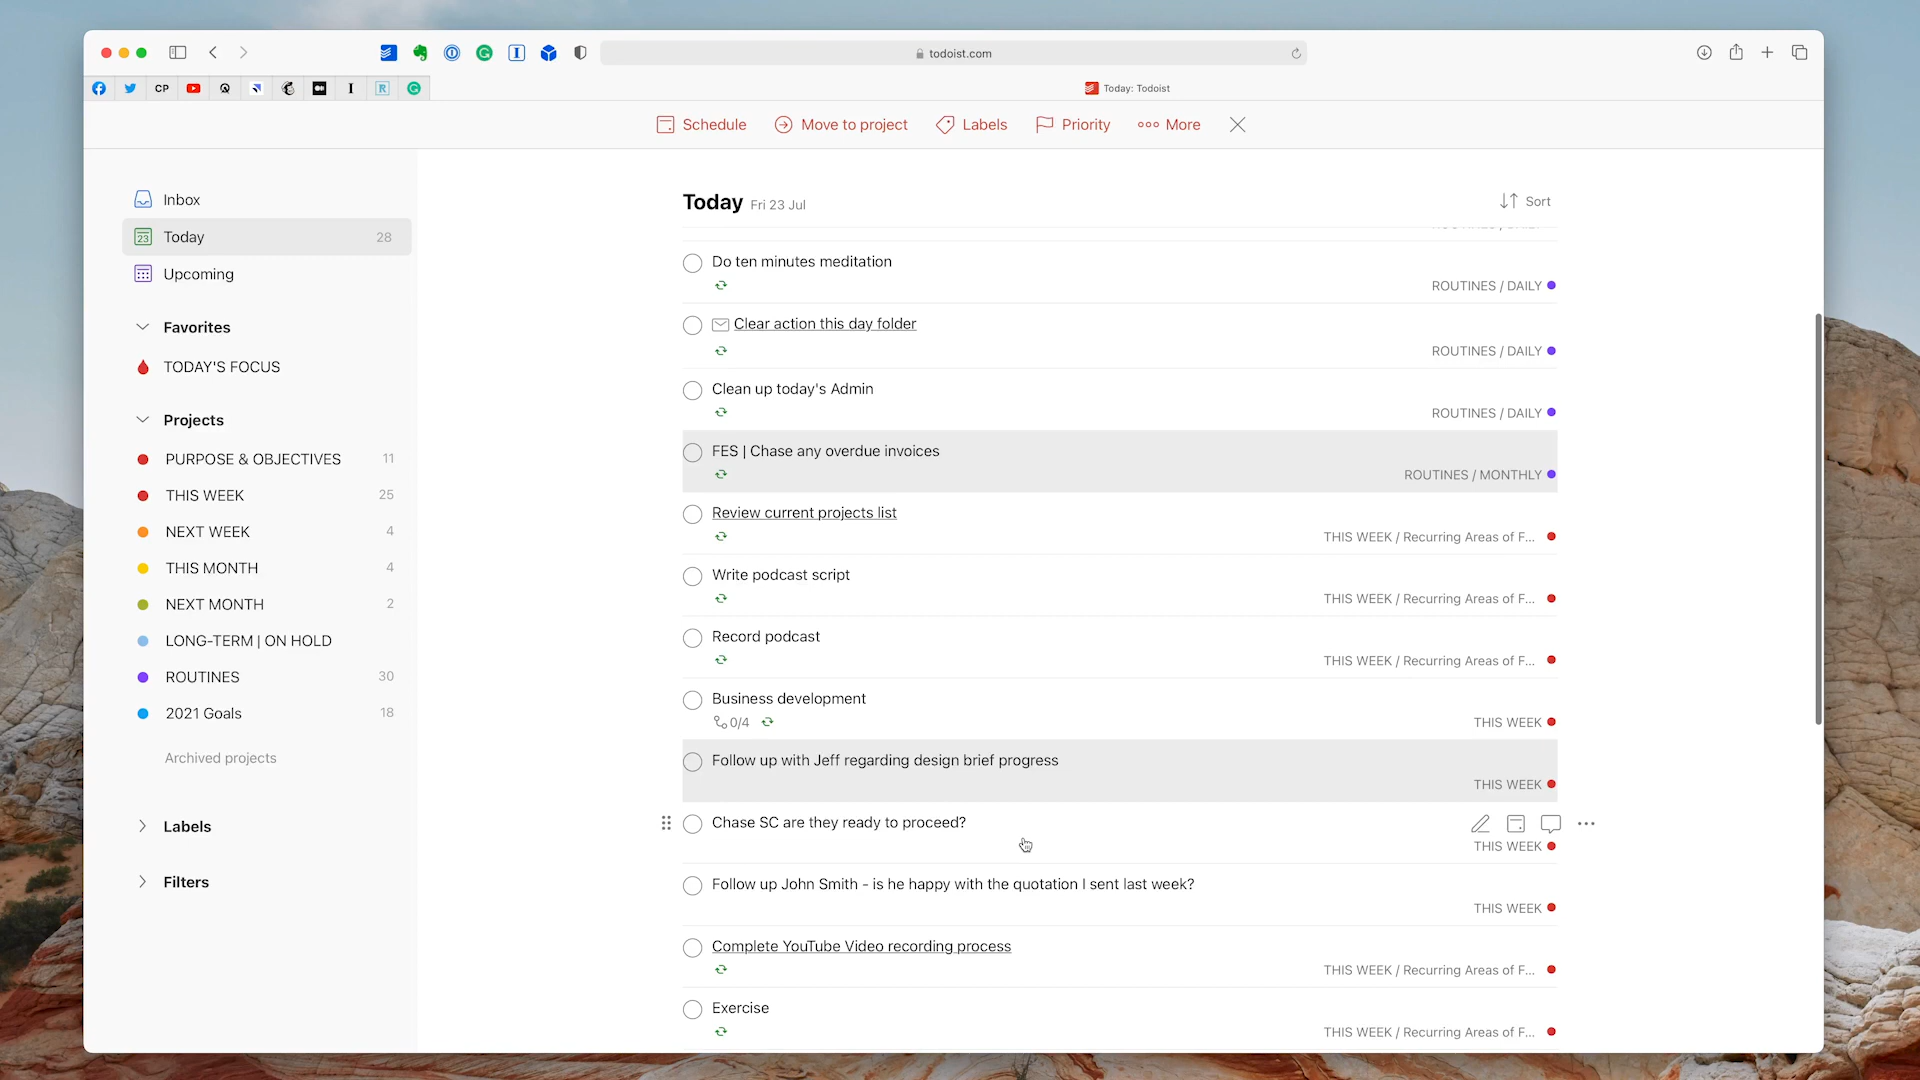 todoist.com
CP
Today: Todoist
Schedule
Move to project
Labels
Priority
More
Inbox
23 Today 28
Upcoming
Favorites
TODAY'S FOCUS
Projects
PURPOSE & OBJECTIVES 11
THIS WEEK 25
NEXT WEEK 4
THIS MONTH 4
NEXT MONTH 2
LONG-TERM | ON HOLD
ROUTINES 30
2021 Goals 18
Archived projects
Labels
Filters
Today Fri 23 Jul
Sort
Do ten minutes meditation
ROUTINES / DAILY
Clear action this day folder
ROUTINES / DAILY
Clean up today's Admin
ROUTINES / DAILY
FES | Chase any overdue invoices
ROUTINES / MONTHLY
Review current projects list
THIS WEEK / Recurring Areas of F...
Write podcast script
THIS WEEK / Recurring Areas of F...
Record podcast
THIS WEEK / Recurring Areas of F...
Business development
0/4
THIS WEEK
Follow up with Jeff regarding design brief progress
THIS WEEK
Chase SC are they ready to proceed?
THIS WEEK
Follow up John Smith - is he happy with the quotation I sent last week?
THIS WEEK
Complete YouTube Video recording process
THIS WEEK / Recurring Areas of F...
Exercise
THIS WEEK / Recurring Areas of F...